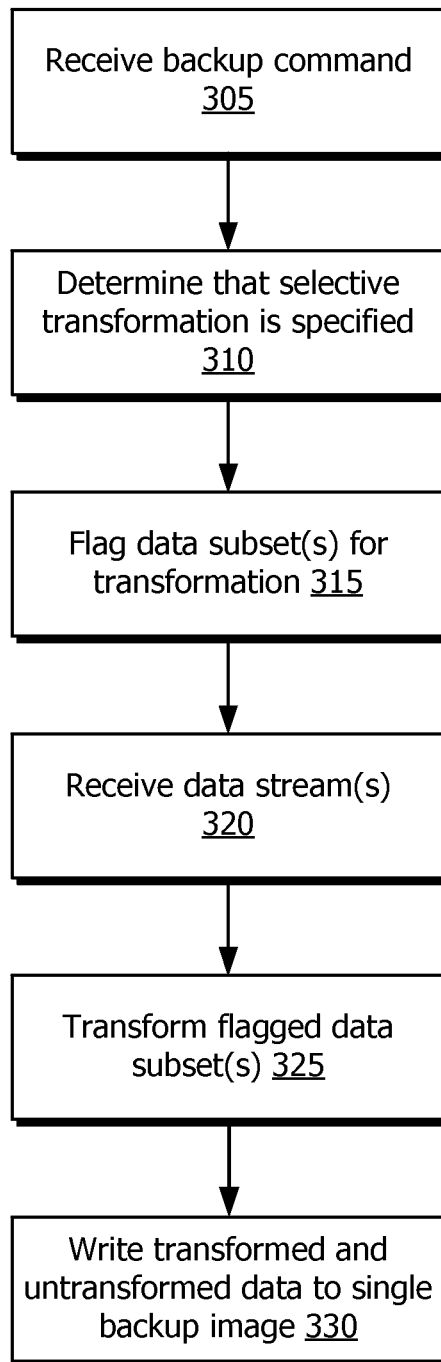 Receive backup command
305
Determine that selective
transformation is specified
310
Flag data subset(s) for
transformation 315
Receive data stream(s)
320
Transform flagged data
subset(s) 325
Write transformed and
untransformed data to single
backup image 330